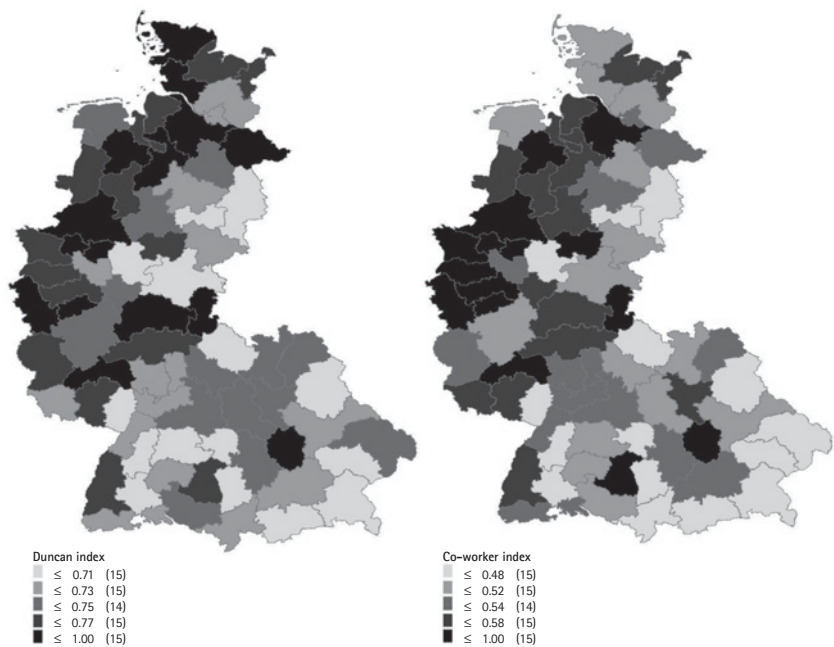 Duncan index
≤ 0.71 (15)
≤ 0.73 (15)
≤ 0.75 (14)
≤ 0.77 (15)
≤ 1.00 (15)
Co-worker index
≤ 0.48 (15)
≤ 0.52 (15)
≤ 0.54 (14)
≤ 0.58 (15)
≤ 1.00 (15)